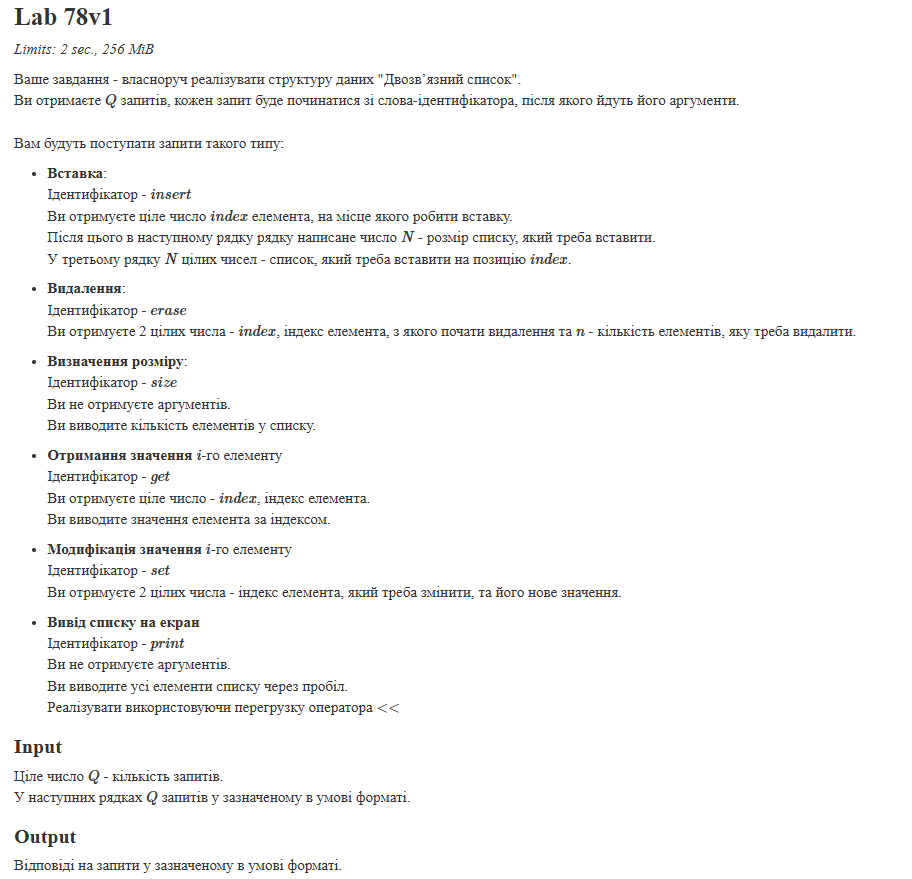 Lab 78v1
Limits: 2 sec., 256 MiB
Ваше завдання - власноруч реалізувати структуру даних "Двозв’язний список".
Ви отримаєте Q запитів, кожен запит буде починатися зі слова-ідентифікатора, після якого йдуть його аргументи.
Вам будуть поступати запити такого типу:
• Вставка:
Ідентифікатор - insert
Ви отримуєте ціле число index елемента, на місце якого робити вставку.
Після цього в наступному рядку рядку написане число N - розмір списку, який треба вставити.
У третьому рядку N цілих чисел - список, який треба вставити на позицію index.
• Видалення:
Ідентифікатор - erase
Ви отримуєте 2 цілих числа - index, індекс елемента, з якого почати видалення та n - кількість елементів, яку треба видалити.
• Визначення розміру:
Ідентифікатор - size
Ви не отримуєте аргументів.
Ви виводите кількість елементів у списку.
• Отримання значення i-го елементу
Ідентифікатор - get
Ви отримуєте ціле число - index, індекс елемента.
Ви виводите значення елемента за індексом.
• Модифікація значення i-го елементу
Ідентифікатор - set
Ви отримуєте 2 цілих числа - індекс елемента, який треба змінити, та його нове значення.
• Вивід списку на екран
Ідентифікатор - print
Ви не отримуєте аргументів.
Ви виводите усі елементи списку через пробіл.
Реалізувати використовуючи перегрузку оператора <<
Input
Ціле число Q - кількість запитів.
У наступних рядках Q запитів у зазначеному в умові форматі.
Output
Відповіді на запити у зазначеному в умові форматі.